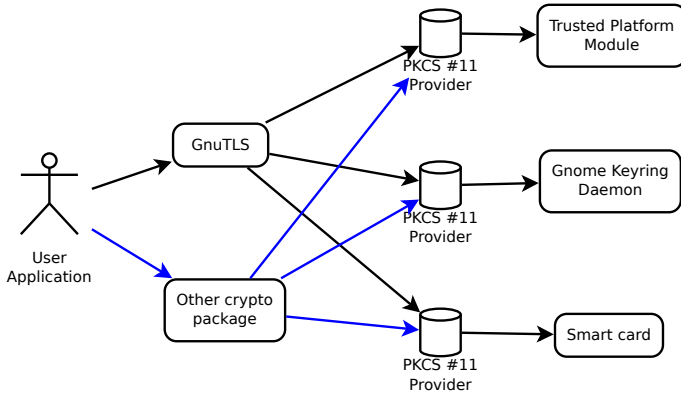 PKCS #11
Provider
Trusted Platform
Module
GnuTLS
User
Application
PKCS #11
Provider
Gnome Keyring
Daemon
Other crypto
package
PKCS #11
Provider
Smart card